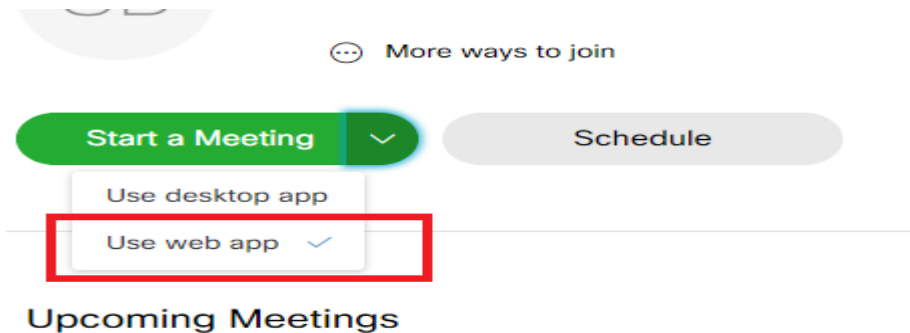 More ways to join
Start a Meeting
Schedule
Use desktop app
Use web app
Upcoming Meetings